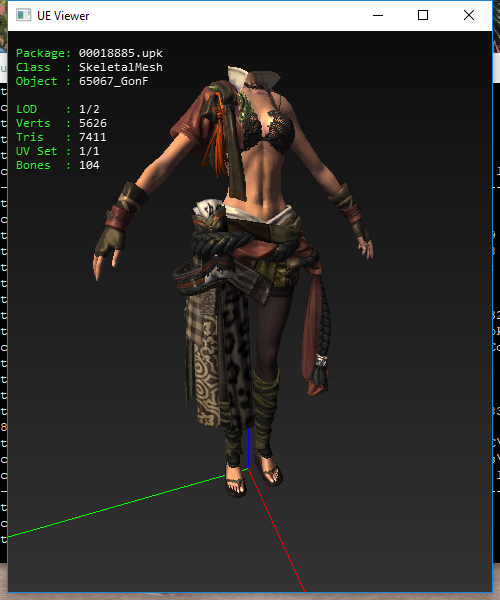 UE Viewer
Package: 00018885.upk
Class : SkeletalMesh
Object : 65067_GonF
LOD : 1/2
Verts : 5626
Tris : 7411
UV Set : 1/1
Bones : 104